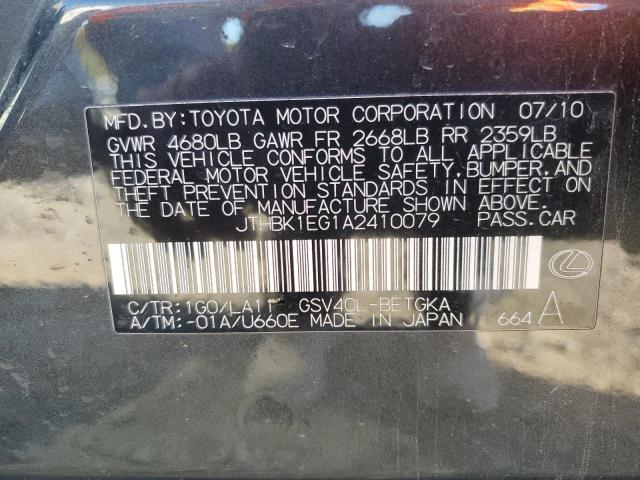 MFD. BY: TOYOTA MOTOR CORPORATION 07/10
GVWR 4680LB GAWR FR 2668LB RR 2359LB
THIS VEHICLE CONFORMS TO ALL APPLICABLE
FEDERAL MOTOR VEHICLE SAFETY, BUMPER, AND
THEFT PREVENTION STANDARDS IN EFFECT ON
THE DATE OF MANUFACTURE SHOWN ABOVE.
JTHBK1EG1A2410079 PASS.CAR
C/TR: 1G0/LA11 GSV40L-BETGKA
A/TM: -01A/U660E MADE IN JAPAN 664 A